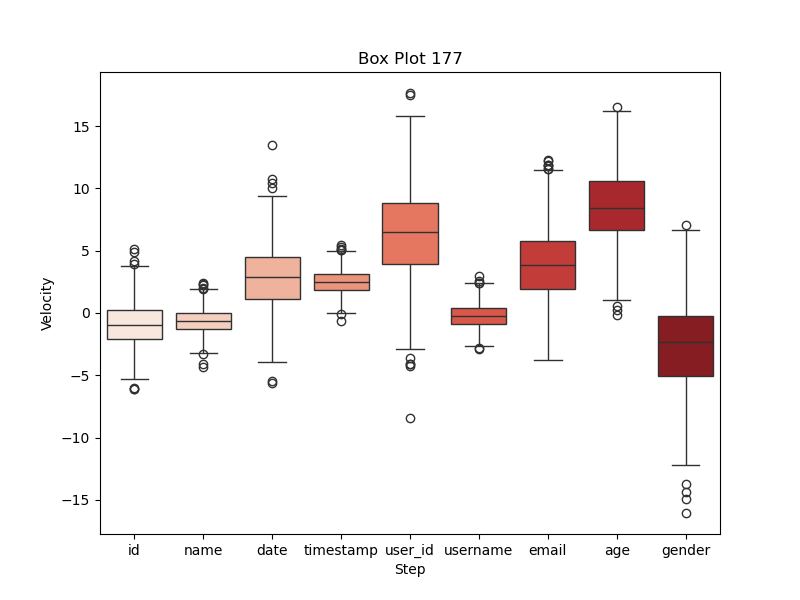 Box Plot 177
Velocity
15
10
5
0
−5
−10
−15
id name date timestamp user_id username email age gender
Step